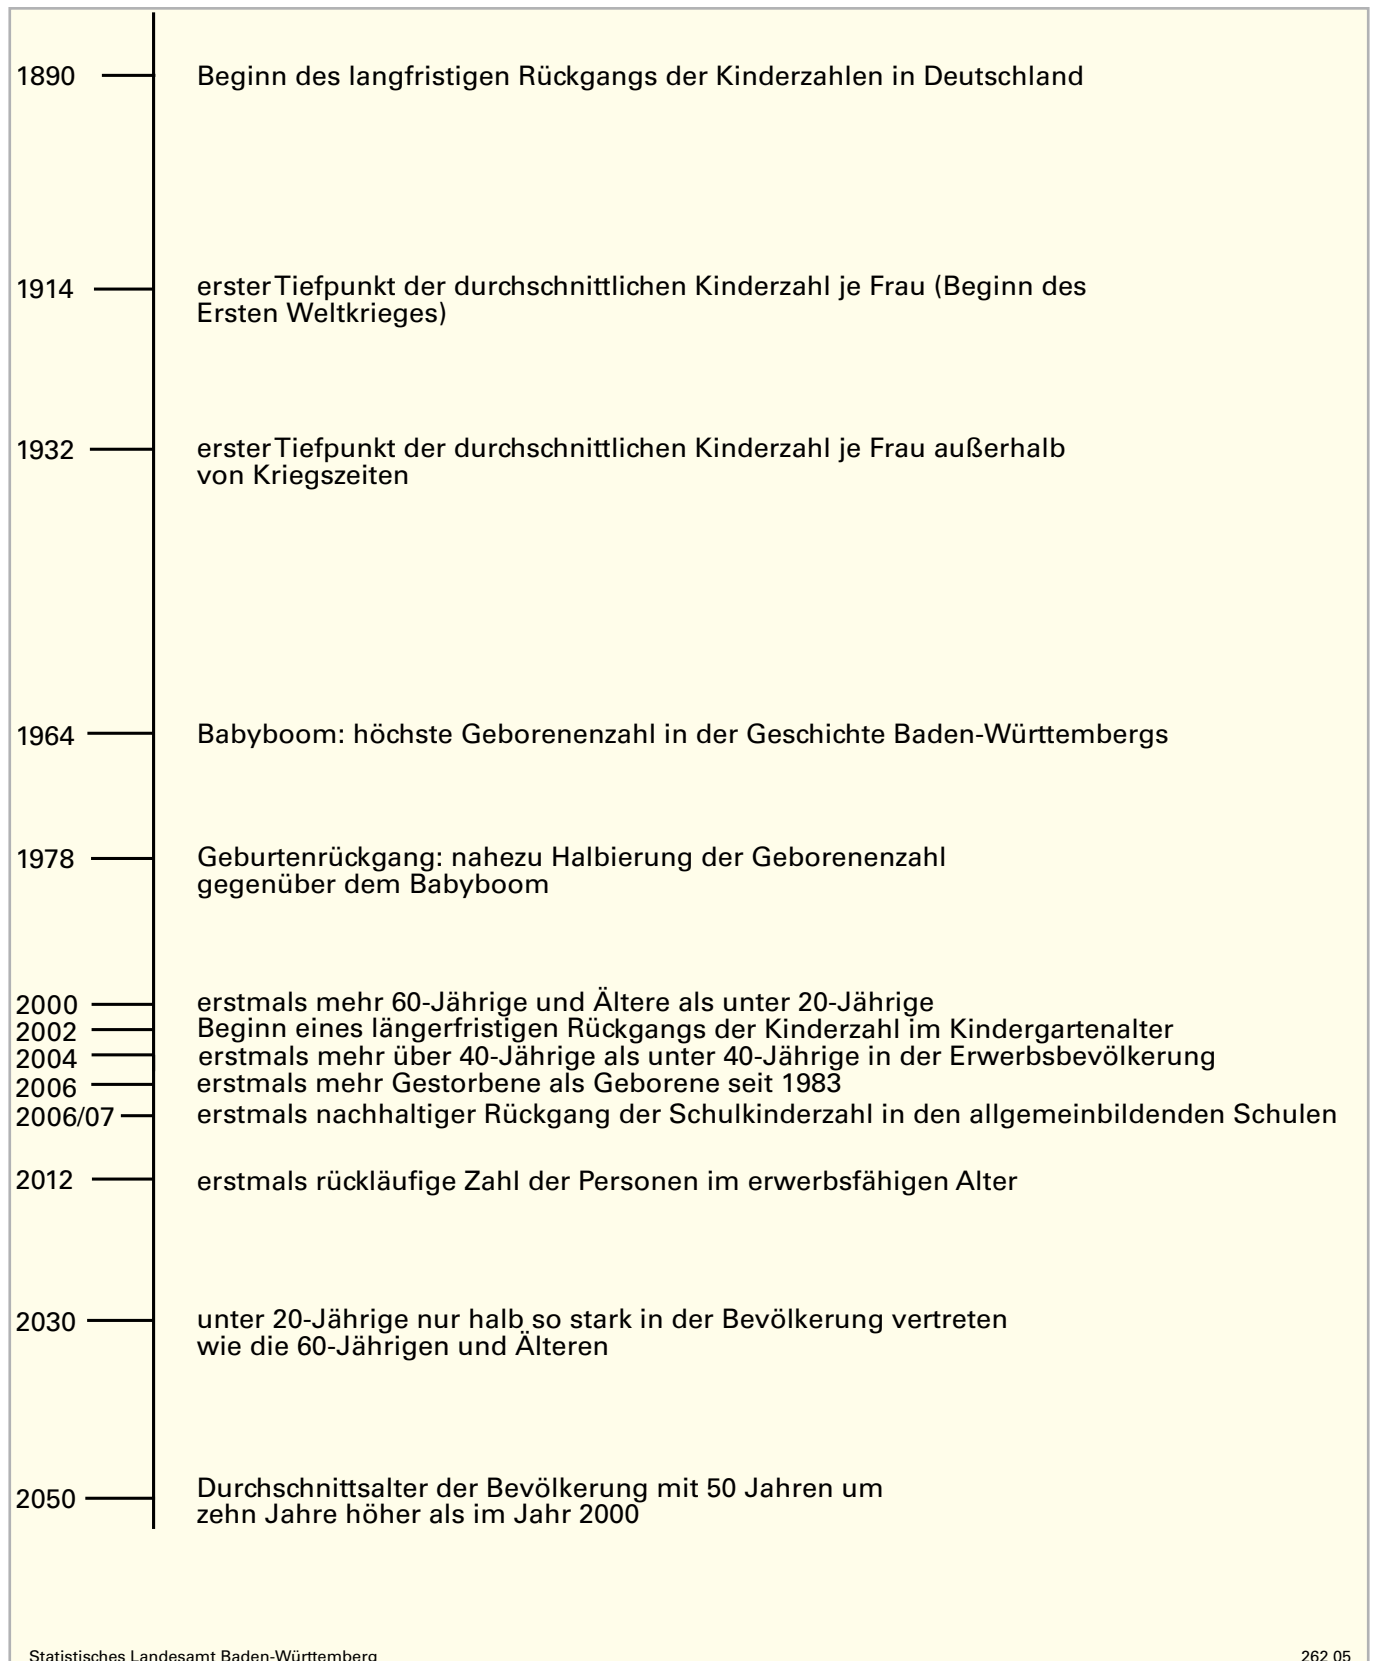 1890 Beginn des langfristigen Rückgangs der Kinderzahlen in Deutschland
1914 erster Tiefpunkt der durchschnittlichen Kinderzahl je Frau (Beginn des
Ersten Weltkrieges)
1932 erster Tiefpunkt der durchschnittlichen Kinderzahl je Frau außerhalb
von Kriegszeiten
1964 Babyboom: höchste Geborenenzahl in der Geschichte Baden-Württembergs
1978 Geburtenrückgang: nahezu Halbierung der Geborenenzahl
gegenüber dem Babyboom
2000 erstmals mehr 60-Jährige und Ältere als unter 20-Jährige
2002 Beginn eines längerfristigen Rückgangs der Kinderzahl im Kindergartenalter
2004 erstmals mehr über 40-Jährige als unter 40-Jährige in der Erwerbsbevölkerung
2006 erstmals mehr Gestorbene als Geborene seit 1983
2006/07 erstmals nachhaltiger Rückgang der Schulkinderzahl in den allgemeinbildenden Schulen
2012 erstmals rückläufige Zahl der Personen im erwerbsfähigen Alter
2030 unter 20-Jährige nur halb so stark in der Bevölkerung vertreten
wie die 60-Jährigen und Älteren
2050 Durchschnittsalter der Bevölkerung mit 50 Jahren um
zehn Jahre höher als im Jahr 2000
Statistisches Landesamt Baden-Württemberg 262 05